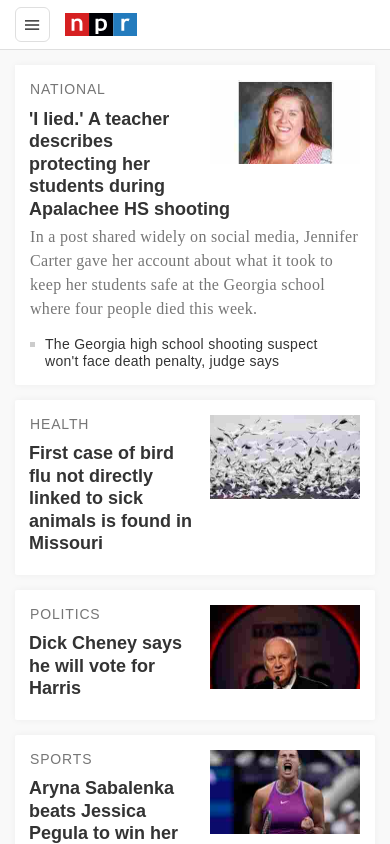 npr
NATIONAL
'I lied.' A teacher
describes
protecting her
students during
Apalachee HS shooting
In a post shared widely on social media, Jennifer
Carter gave her account about what it took to
keep her students safe at the Georgia school
where four people died this week.
The Georgia high school shooting suspect
won't face death penalty, judge says
HEALTH
First case of bird
flu not directly
linked to sick
animals is found in
Missouri
POLITICS
Dick Cheney says
he will vote for
Harris
SPORTS
Aryna Sabalenka
beats Jessica
Pegula to win her